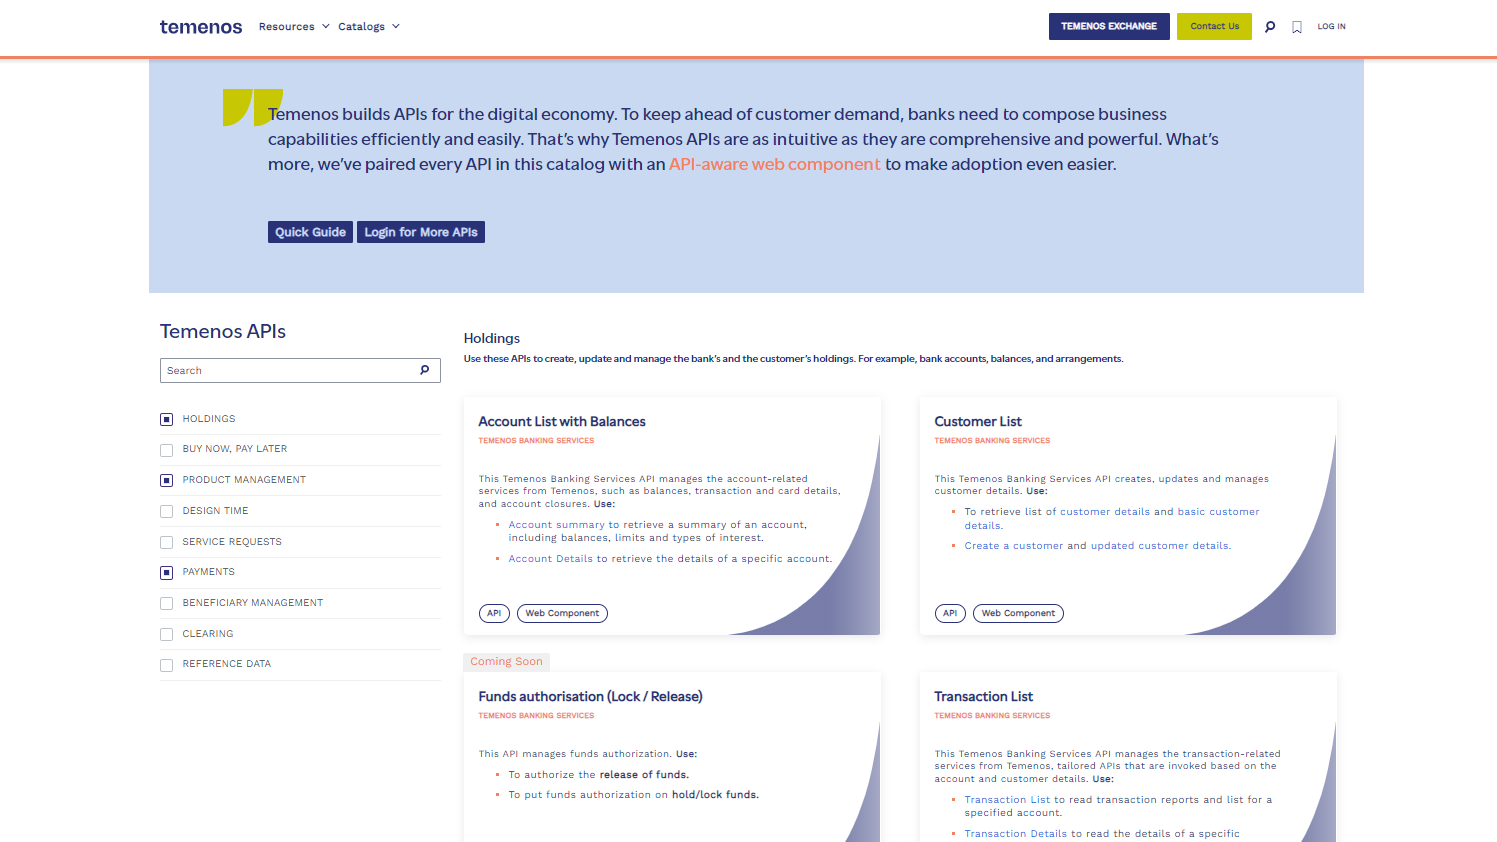 temenos
Resources
Catalogs
TEMENOS EXCHANGE
Contact Us
LOG IN
Temenos builds APIs for the digital economy. To keep ahead of customer demand, banks need to compose business
capabilities efficiently and easily. That's why Temenos APIs are as intuitive as they are comprehensive and powerful. What's
more, we've paired every API in this catalog with an API-aware web component to make adoption even easier.
Quick Guide
Login for More APIs
Temenos APIs
Search
HOLDINGS
BUY NOW, PAY LATER
PRODUCT MANAGEMENT
DESIGN TIME
SERVICE REQUESTS
PAYMENTS
BENEFICIARY MANAGEMENT
CLEARING
REFERENCE DATA
Holdings
Use these APIs to create, update and manage the bank's and the customer's holdings. For example, bank accounts, balances, and arrangements.
Account List with Balances
TEMENOS BANKING SERVICES
This Temenos Banking Services API manages the account-related
services from Temenos, such as balances, transaction and card details,
and account closures. Use:
Account summary to retrieve a summary of an account,
including balances, limits and types of interest.
Account Details to retrieve the details of a specific account.
API
Web Component
Customer List
TEMENOS BANKING SERVICES
This Temenos Banking Services API creates, updates and manages
customer details. Use:
To retrieve list of customer details and basic customer
details.
Create a customer and updated customer details.
API
Web Component
Coming Soon
Funds authorisation (Lock / Release)
TEMENOS BANKING SERVICES
This API manages funds authorization. Use:
To authorize the release of funds.
To put funds authorization on hold/lock funds.
Transaction List
TEMENOS BANKING SERVICES
This Temenos Banking Services API manages the transaction-related
services from Temenos, tailored APIs that are invoked based on the
account and customer details. Use:
Transaction List to read transaction reports and list for a
specified account.
Transaction Details to read the details of a specific